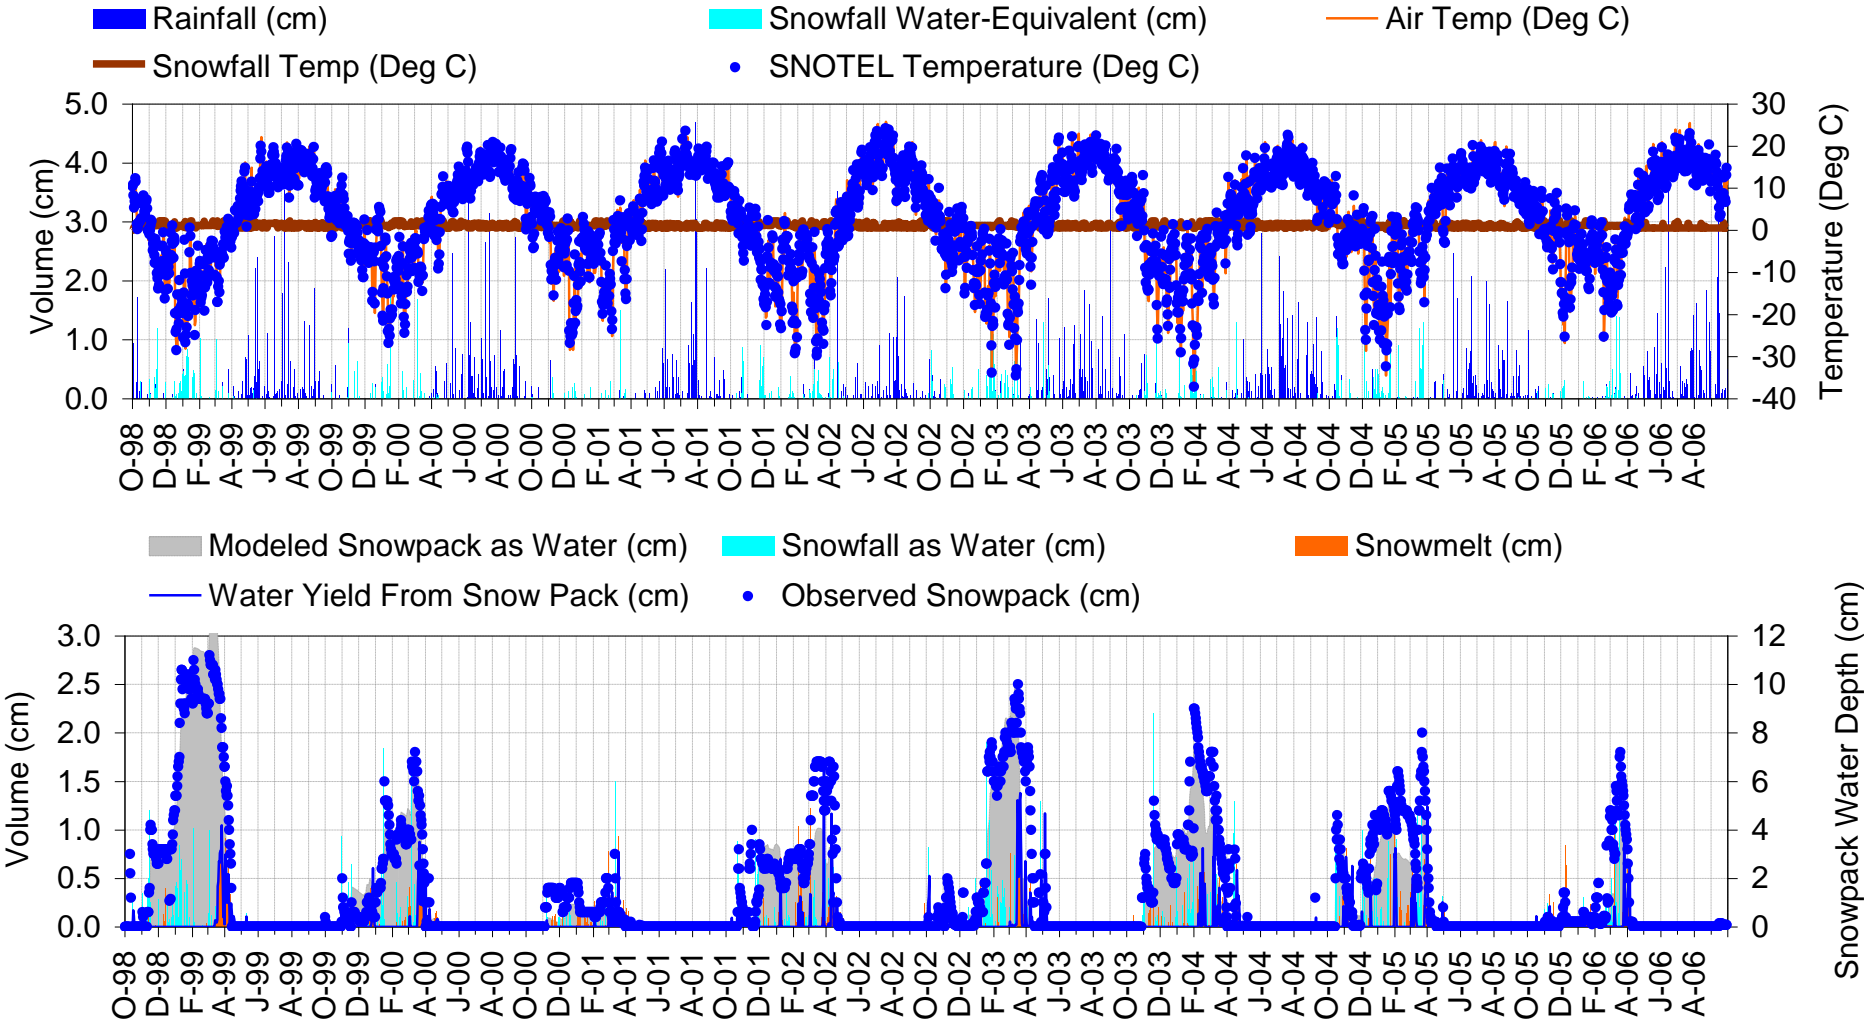 Rainfall (cm) Snowfall Water-Equivalent (cm) Air Temp (Deg C)
Snowfall Temp (Deg C) SNOTEL Temperature (Deg C)
Volume (cm)
5.0
4.0
3.0
2.0
1.0
0.0
30
20
10
0
-10
-20
-30
-40
Temperature (Deg C)
O-98 D-98 F-99 A-99 J-99 A-99 O-99 D-99 F-00 A-00 J-00 A-00 O-00 D-00 F-01 A-01 J-01 A-01 O-01 D-01 F-02 A-02 J-02 A-02 O-02 D-02 F-03 A-03 J-03 A-03 O-03 D-03 F-04 A-04 J-04 A-04 O-04 D-04 F-05 A-05 J-05 A-05 O-05 D-05 F-06 A-06 J-06 A-06
Modeled Snowpack as Water (cm) Snowfall as Water (cm) Snowmelt (cm)
Water Yield From Snow Pack (cm) Observed Snowpack (cm)
Volume (cm)
3.0
2.5
2.0
1.5
1.0
0.5
0.0
12
10
8
6
4
2
0
Snowpack Water Depth (cm)
O-98 D-98 F-99 A-99 J-99 A-99 O-99 D-99 F-00 A-00 J-00 A-00 O-00 D-00 F-01 A-01 J-01 A-01 O-01 D-01 F-02 A-02 J-02 A-02 O-02 D-02 F-03 A-03 J-03 A-03 O-03 D-03 F-04 A-04 J-04 A-04 O-04 D-04 F-05 A-05 J-05 A-05 O-05 D-05 F-06 A-06 J-06 A-06